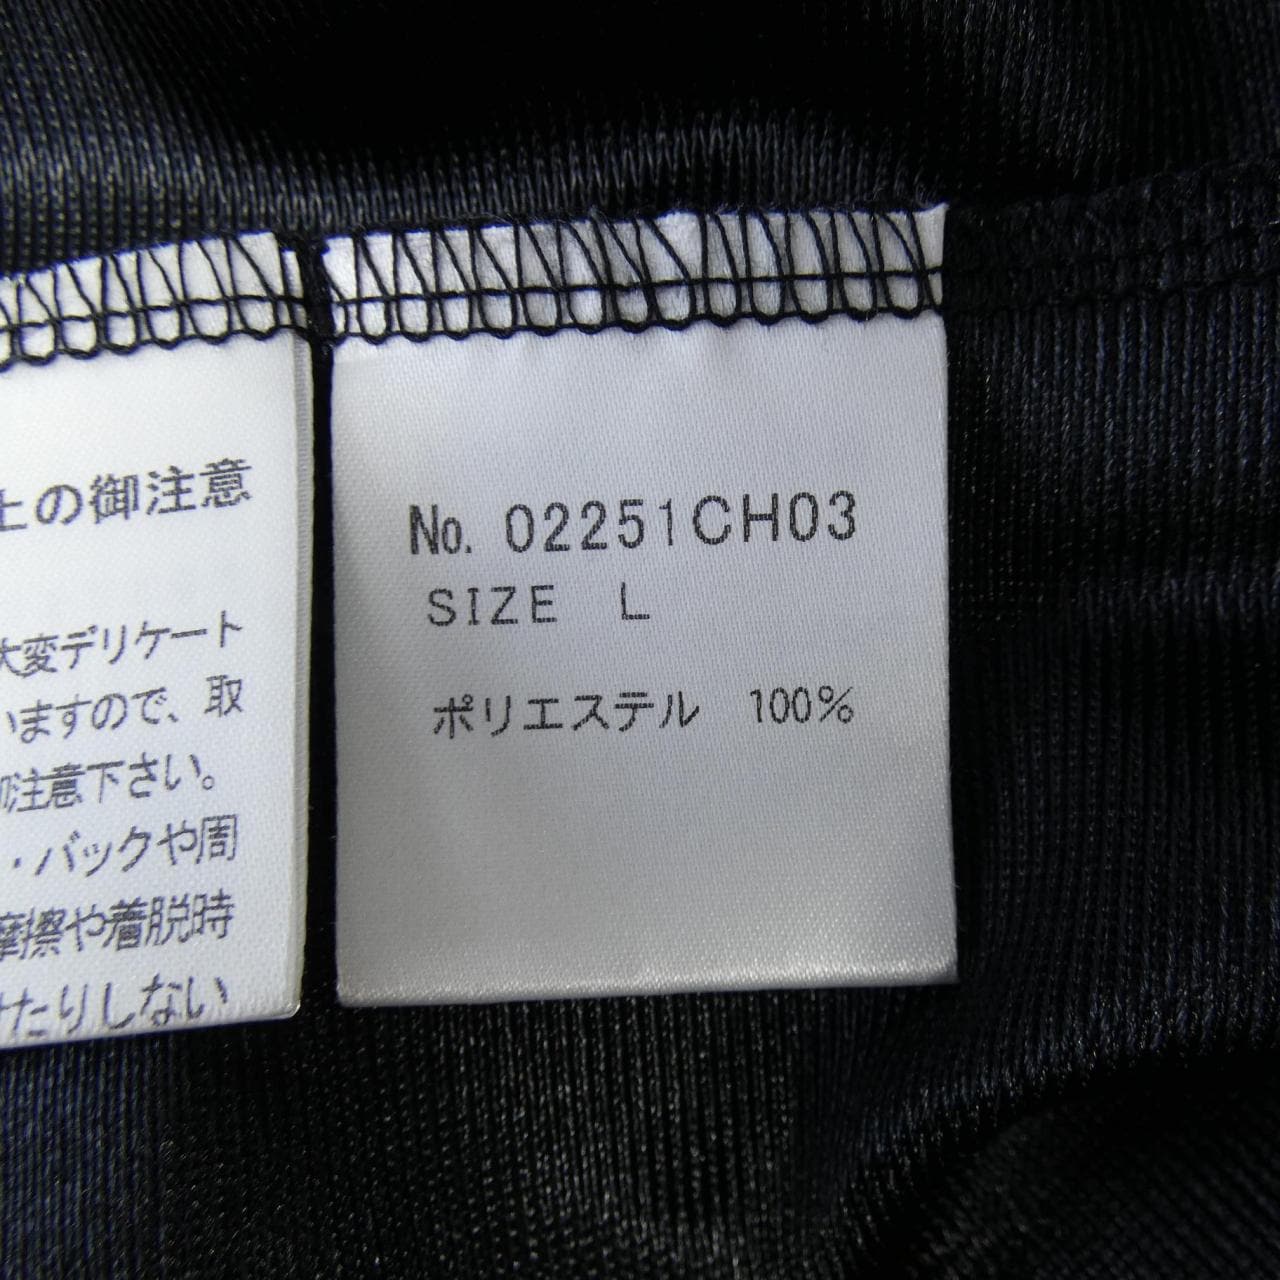 上の御注意
大変デリケート
いますので、取
御注意下さい。
・バックや周
摩擦や着脱時
けたりしない
No. 02251CH03
SIZE L
ポリエステル 100%